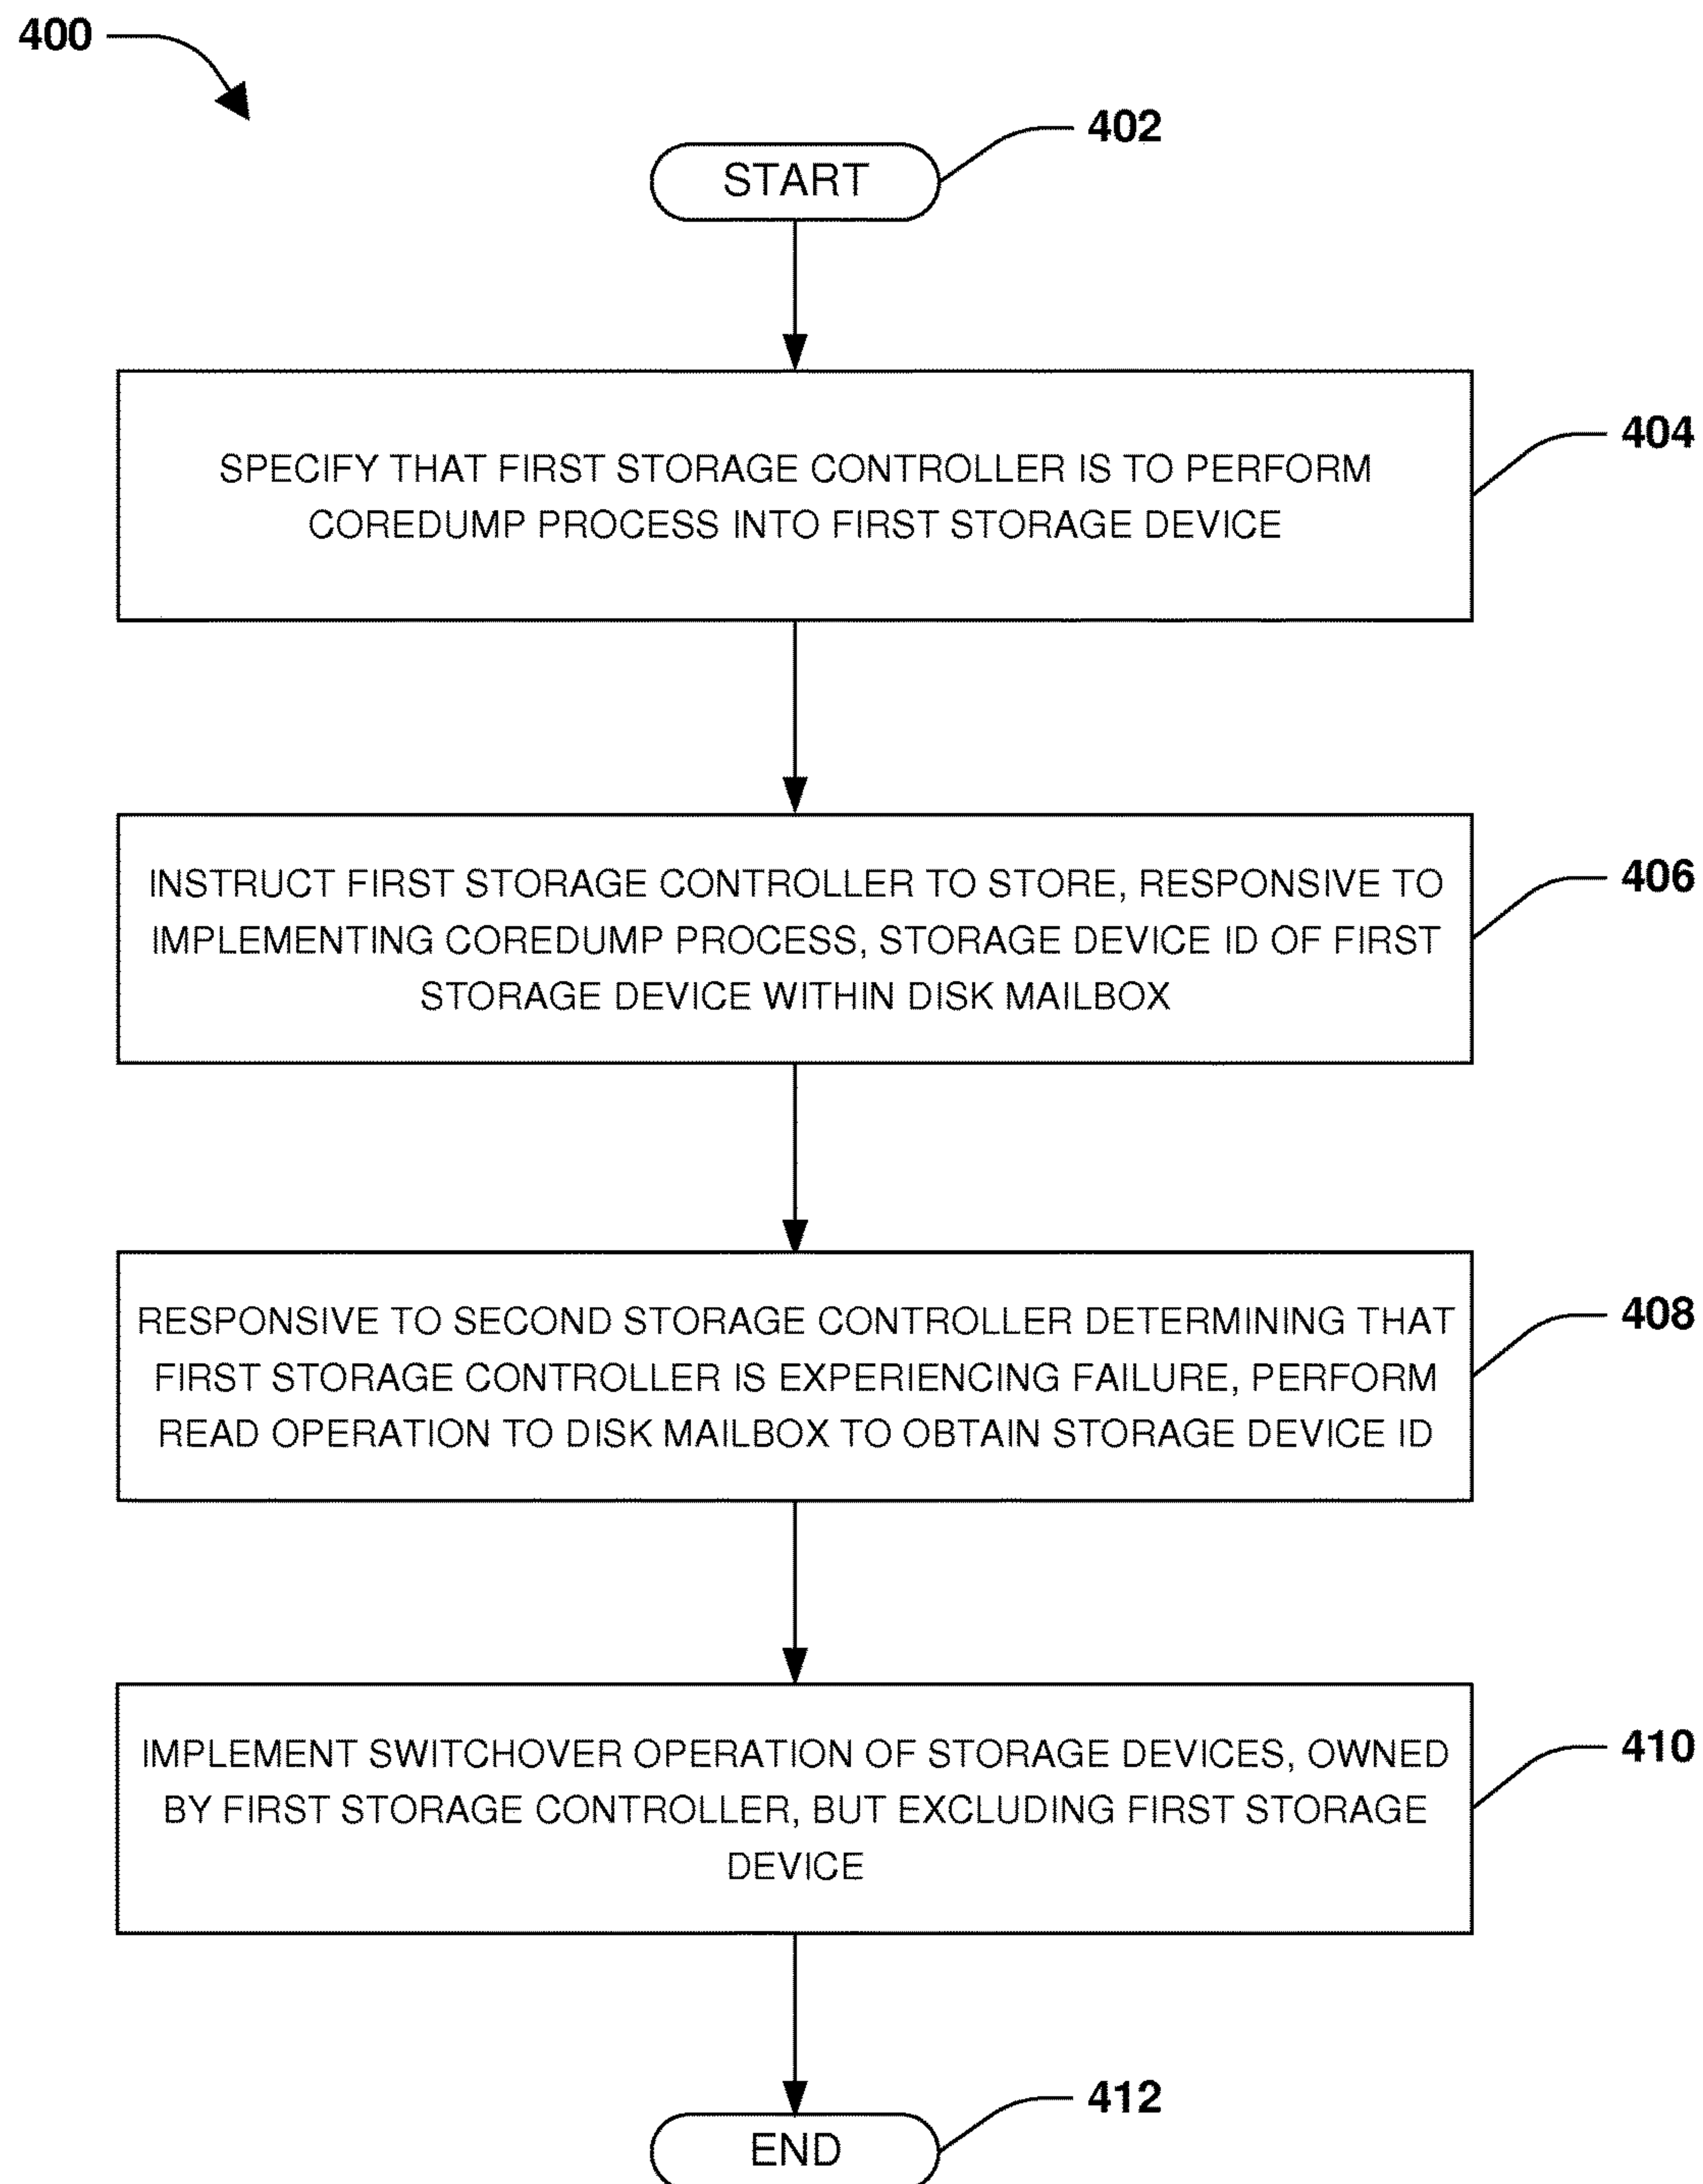 400
402
START
404
SPECIFY THAT FIRST STORAGE CONTROLLER IS TO PERFORM
COREDUMP PROCESS INTO FIRST STORAGE DEVICE
406
INSTRUCT FIRST STORAGE CONTROLLER TO STORE, RESPONSIVE TO
IMPLEMENTING COREDUMP PROCESS, STORAGE DEVICE ID OF FIRST
STORAGE DEVICE WITHIN DISK MAILBOX
408
RESPONSIVE TO SECOND STORAGE CONTROLLER DETERMINING THAT
FIRST STORAGE CONTROLLER IS EXPERIENCING FAILURE, PERFORM
READ OPERATION TO DISK MAILBOX TO OBTAIN STORAGE DEVICE ID
410
IMPLEMENT SWITCHOVER OPERATION OF STORAGE DEVICES, OWNED
BY FIRST STORAGE CONTROLLER, BUT EXCLUDING FIRST STORAGE
DEVICE
412
END